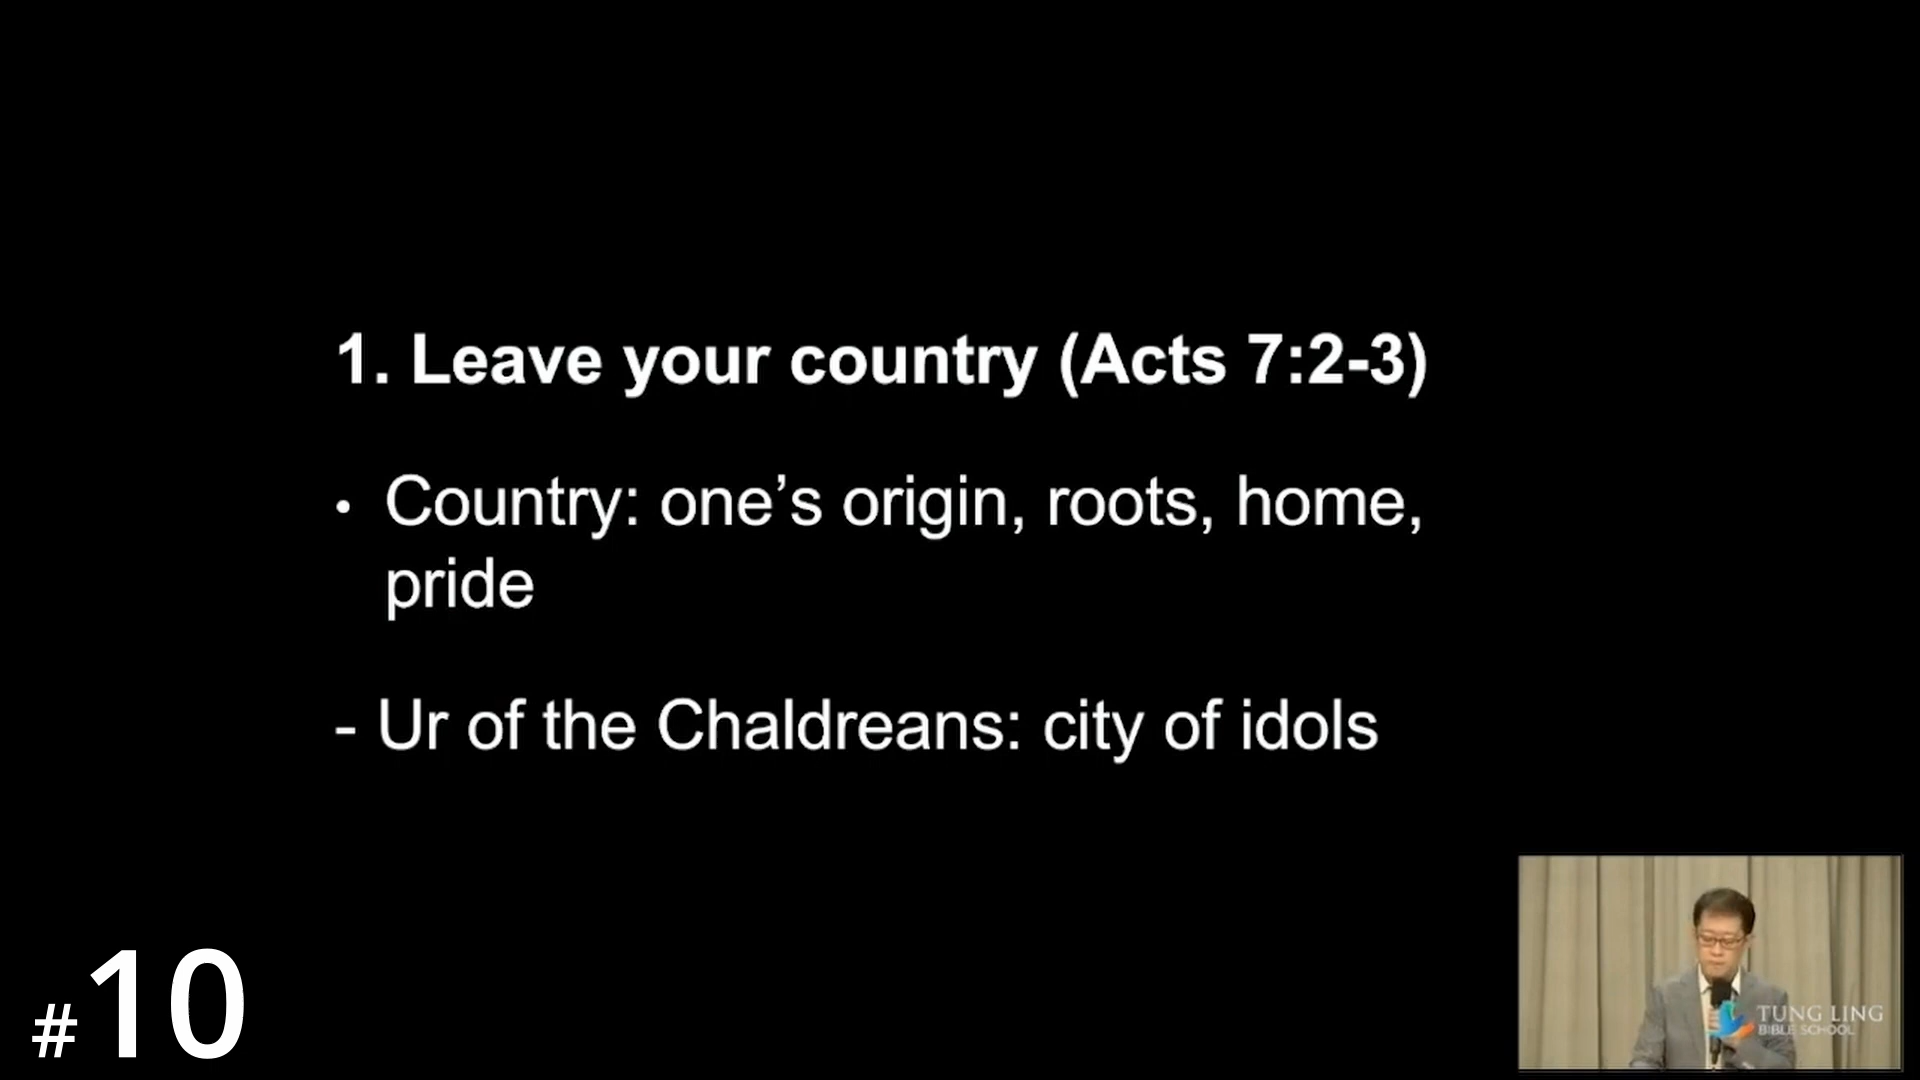 1. Leave your country (Acts 7:2-3)
• Country: one’s origin, roots, home,
pride
- Ur of the Chaldreans: city of idols
#10
TUNG LING
BIBLE SCHOOL